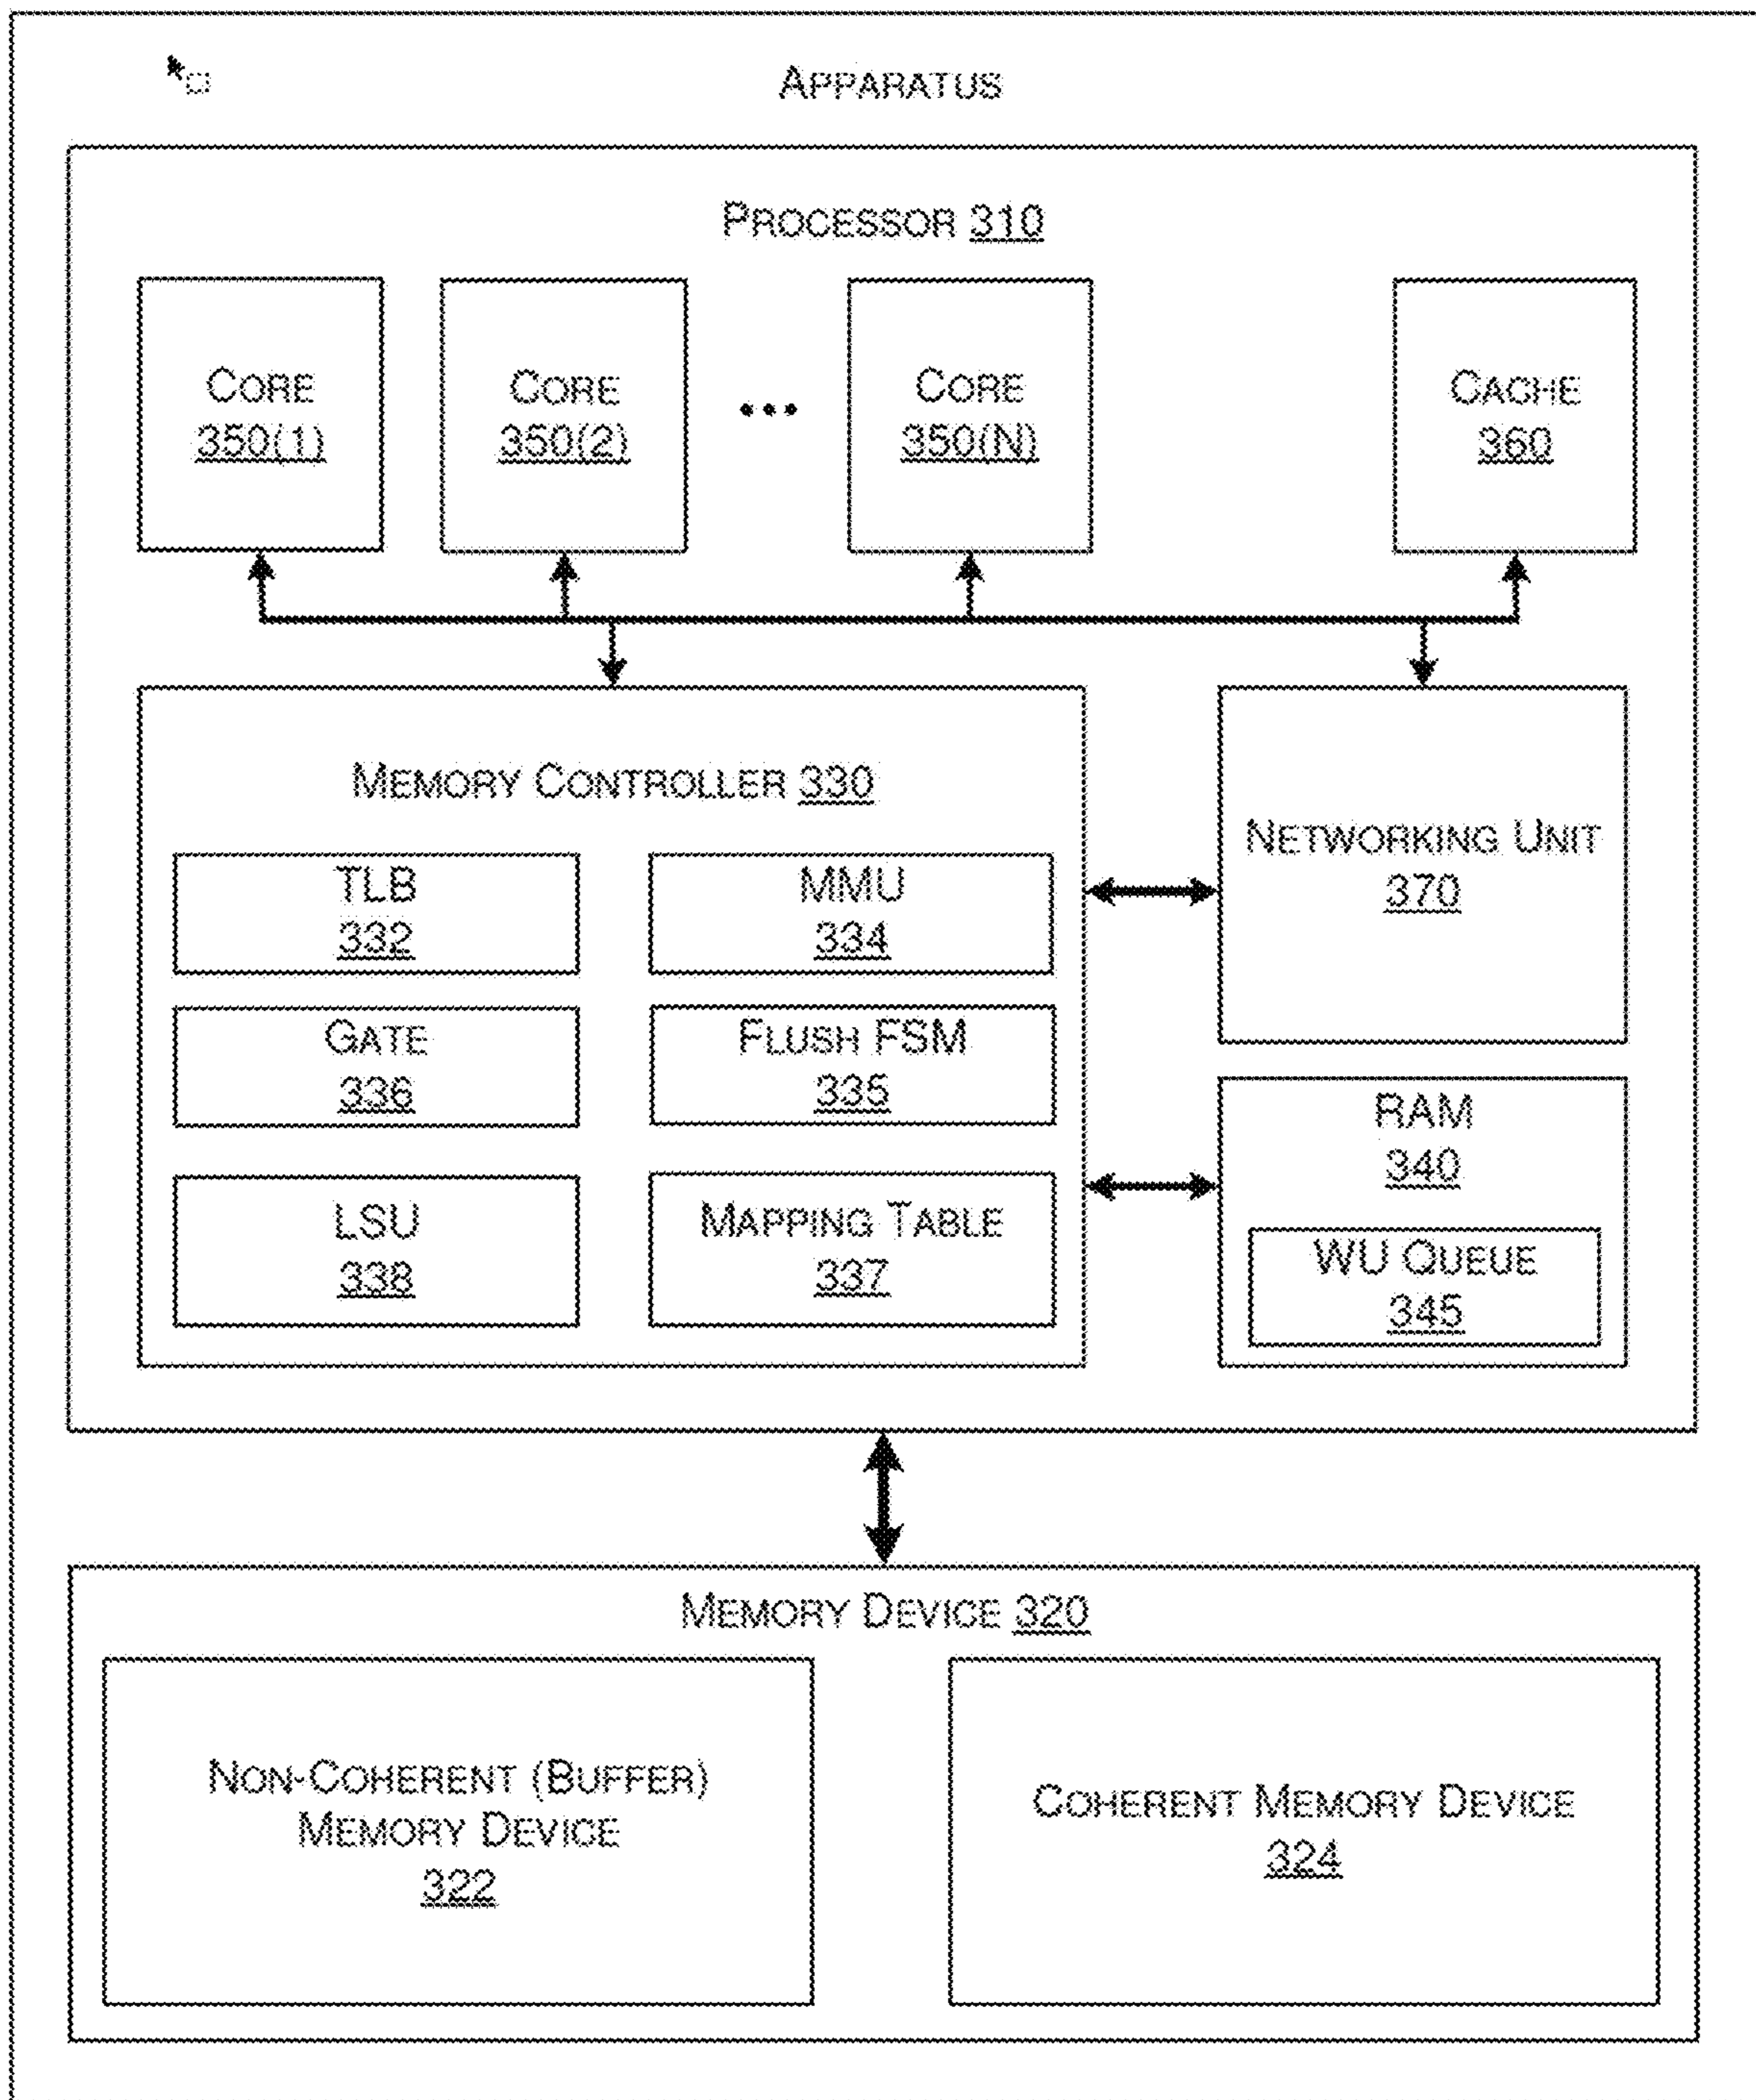 APPARATUS
PROCESSOR 310
CORE
350(1)
CORE
350(2)
•••
CORE
350(N)
CACHE
360
MEMORY CONTROLLER 330
TLB
332
MMU
334
GATE
336
FLUSH FSM
335
LSU
338
MAPPING TABLE
337
NETWORKING UNIT
370
RAM
340
WU QUEUE
345
MEMORY DEVICE 320
NON-COHERENT (BUFFER)
MEMORY DEVICE
322
COHERENT MEMORY DEVICE
324